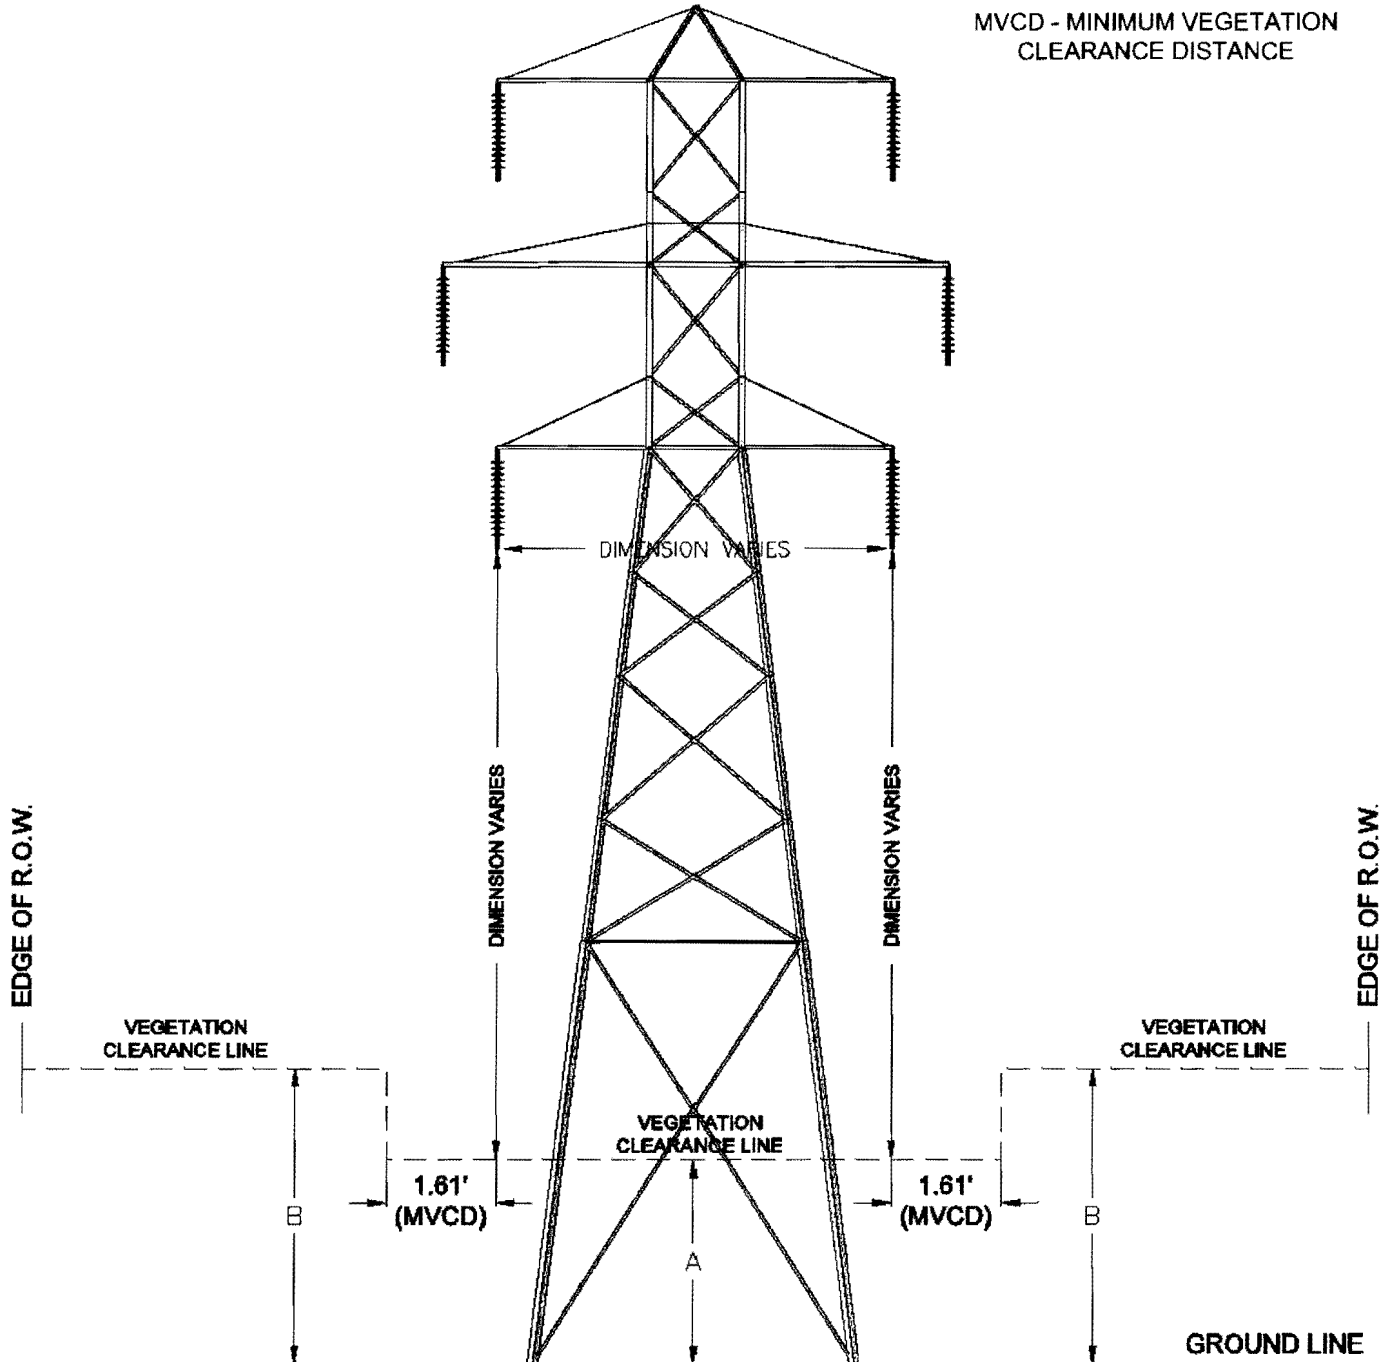 MVCD - MINIMUM VEGETATION
CLEARANCE DISTANCE
DIMENSION VARIES
DIMENSION VARIES
DIMENSION VARIES
EDGE OF R.O.W.
EDGE OF R.O.W.
VEGETATION
CLEARANCE LINE
VEGETATION
CLEARANCE LINE
VEGETATION
CLEARANCE LINE
1.61'
(MVCD)
1.61'
(MVCD)
B
B
A
GROUND LINE